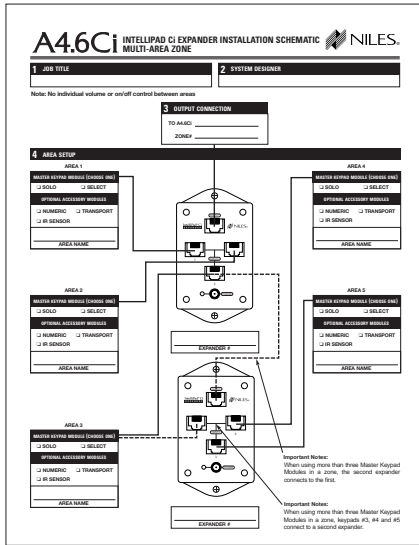 A4.6Ci INTELLIPAD Ci EXPANDER INSTALLATION SCHEMATIC
MULTI-AREA ZONE
NILES®
1 JOB TITLE
2 SYSTEM DESIGNER
Note: No individual volume or on/off control between areas
3 OUTPUT CONNECTION
TO A4.6Ci
ZONE#
4 AREA SETUP
AREA 1
MASTER KEYPAD MODULE (CHOOSE ONE)
❏ SOLO ❏ SELECT
OPTIONAL ACCESSORY MODULES
❏ NUMERIC ❏ TRANSPORT
❏ IR SENSOR
AREA NAME
AREA 4
MASTER KEYPAD MODULE (CHOOSE ONE)
❏ SOLO ❏ SELECT
OPTIONAL ACCESSORY MODULES
❏ NUMERIC ❏ TRANSPORT
❏ IR SENSOR
AREA NAME
NILES
AREA 2
MASTER KEYPAD MODULE (CHOOSE ONE)
❏ SOLO ❏ SELECT
OPTIONAL ACCESSORY MODULES
❏ NUMERIC ❏ TRANSPORT
❏ IR SENSOR
AREA NAME
AREA 5
MASTER KEYPAD MODULE (CHOOSE ONE)
❏ SOLO ❏ SELECT
OPTIONAL ACCESSORY MODULES
❏ NUMERIC ❏ TRANSPORT
❏ IR SENSOR
AREA NAME
EXPANDER #
NILES
AREA 3
MASTER KEYPAD MODULE (CHOOSE ONE)
❏ SOLO ❏ SELECT
OPTIONAL ACCESSORY MODULES
❏ NUMERIC ❏ TRANSPORT
❏ IR SENSOR
AREA NAME
EXPANDER #
Important Notes:
When using more than three Master Keypad
Modules in a zone, the second expander
connects to the first.
Important Notes:
When using more than three Master Keypad
Modules in a zone, keypads #3, #4 and #5
connect to a second expander.